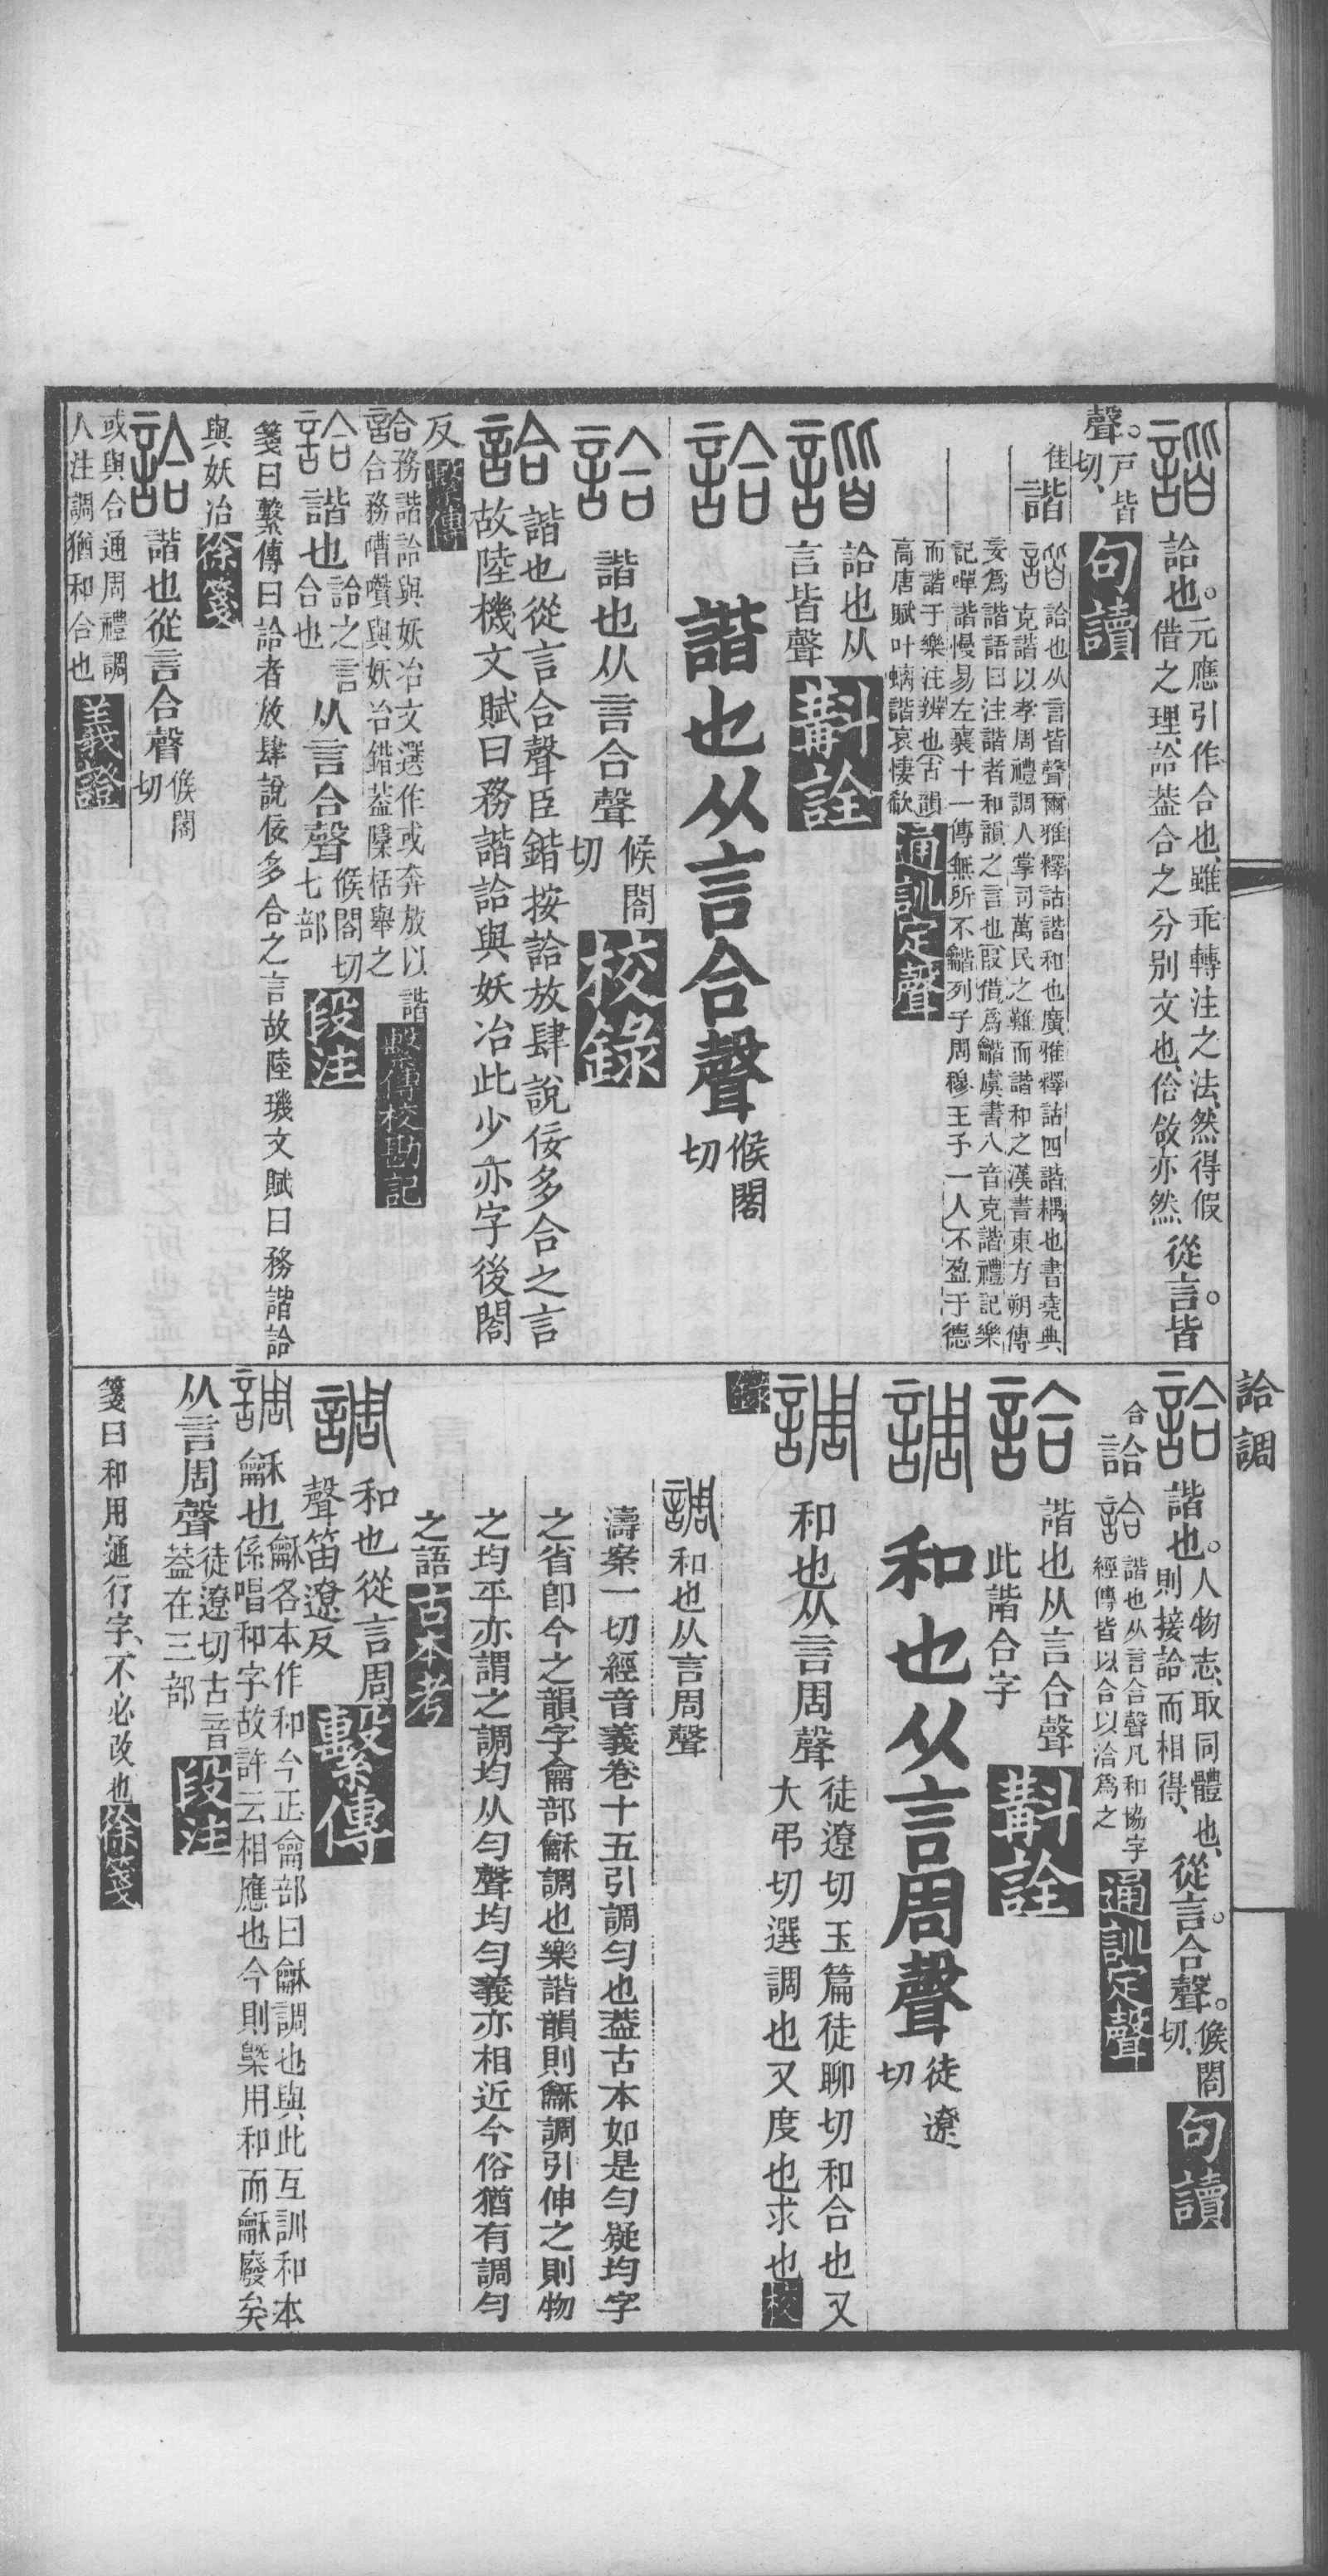 諧
詥也。元應引作合也、雖乖轉注之法、然得假
借之理、詥葢合之分別文也、佮敆亦然
從言。皆
聲。戶皆
切、
句讀
隹
諧
諧
詥也从言皆聲爾雅釋詁諧和也廣雅釋詁四諧耦也書堯典
克諧以孝周禮調人掌司萬民之難而諧和之漢書東方朔傳
妄爲諧語曰注諧者和韻之言也叚借爲龤虞書八音克諧禮記樂
記嘽諧慢易左襄十一傳無所不龤列子周穆王予一人不盈于德
而諧于樂注辨也古韻
高唐賦叶螭諧哀悽欷
通訓定聲
諧
詥也从
言皆聲
斠詮
詥
諧也从言合聲
候閤
切
詥
諧也从言合聲
候閤
切
校錄
詥
諧也從言合聲臣鍇按詥放肆說佞多合之言
故陸機文賦曰務諧詥與妖冶此少亦字後閤
反
繫傳
詥
務諧詥與妖冶文選作或奔放以諧
合務嘈囋與妖冶錯葢檃栝舉之
繫傳校勘記
詥
諧也
詥之言
合也
从言合聲
候閤切
七部
段注
箋曰繫傳曰詥者放肆說佞多合之言故陸璣文賦曰務諧詥
與妖冶
徐箋
詥
諧也從言合聲
候閤
切
或與合通周禮調
人注調猶和合也
義證
詥調
詥
諧也。人物志、取同體也、
則接詥而相得、
從言。合聲。
候閤
切、
句讀
合
詥
詥
諧也从言合聲凡和協字
經傳皆以合以洽爲之
通訓定聲
詥
諧也从言合聲
此諧合字
斠詮
調
和也从言周聲
徒遼
切
調
和也从言周聲
徒遼切玉篇徒聊切和合也又
大弔切選調也又度也求也
校
錄
調
和也从言周聲
濤案一切經音義卷十五引調勻也葢古本如是勻疑均字
之省卽今之韻字龠部龢調也樂諧韻則龢調引伸之則物
之均平亦謂之調均从勻聲均勻義亦相近今俗猶有調勻
之語
古本考
調
和也從言周
聲笛遼反
繫傳
調
龢也
龢各本作和今正龠部曰龢調也與此互訓和本
係唱和字故許云相應也今則槩用和而龢廢矣
从言周聲
徒遼切古音
葢在三部
段注
箋曰和用通行字、不必改也
徐箋